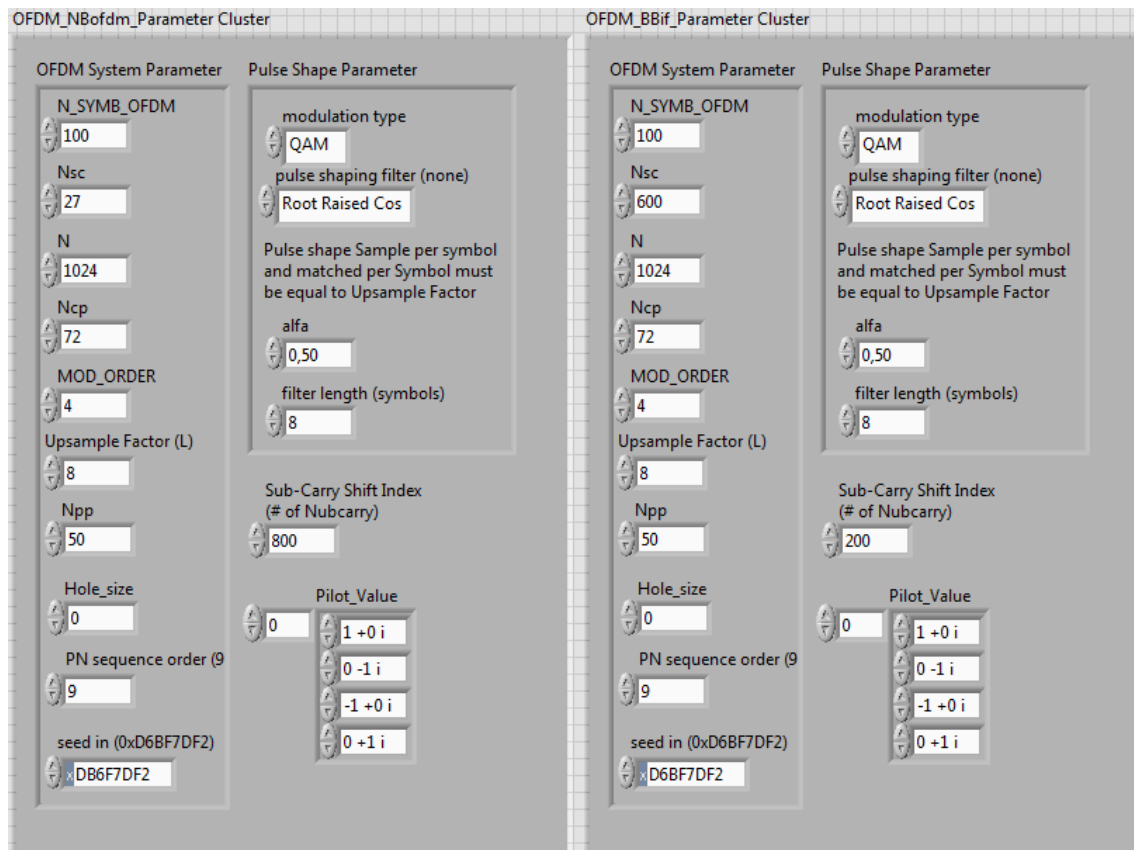 OFDM_NBofdm_Parameter Cluster
OFDM System Parameter
N_SYMB_OFDM
100
Nsc
27
N
1024
Ncp
72
MOD_ORDER
4
Upsample Factor (L)
8
Npp
50
Hole_size
0
PN sequence order (9
9
seed in (0xD6BF7DF2)
x DB6F7DF2
Pulse Shape Parameter
modulation type
QAM
pulse shaping filter (none)
Root Raised Cos
Pulse shape Sample per symbol
and matched per Symbol must
be equal to Upsample Factor
alfa
0,50
filter length (symbols)
8
Sub-Carry Shift Index
(# of Nubcarry)
800
Pilot_Value
0
1 +0 i
0 -1 i
-1 +0 i
0 +1 i
OFDM_BBif_Parameter Cluster
OFDM System Parameter
N_SYMB_OFDM
100
Nsc
600
N
1024
Ncp
72
MOD_ORDER
4
Upsample Factor (L)
8
Npp
50
Hole_size
0
PN sequence order (9
9
seed in (0xD6BF7DF2)
x D6BF7DF2
Pulse Shape Parameter
modulation type
QAM
pulse shaping filter (none)
Root Raised Cos
Pulse shape Sample per symbol
and matched per Symbol must
be equal to Upsample Factor
alfa
0,50
filter length (symbols)
8
Sub-Carry Shift Index
(# of Nubcarry)
200
Pilot_Value
0
1 +0 i
0 -1 i
-1 +0 i
0 +1 i